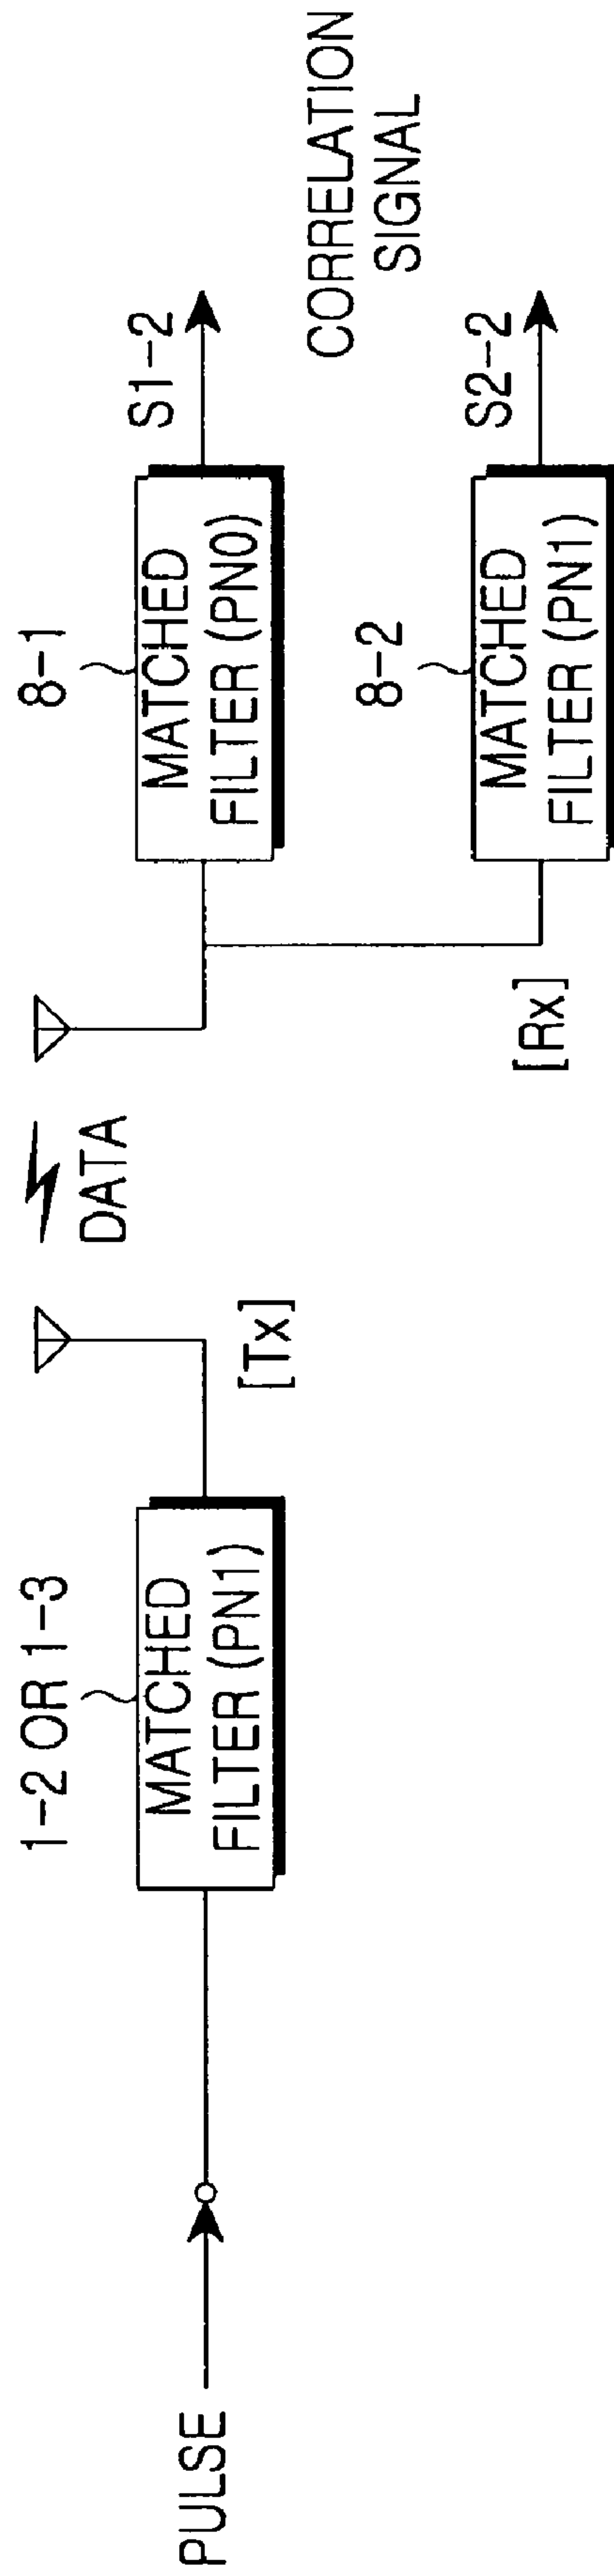 PULSE
1-2 OR 1-3
MATCHED
FILTER (PN1)
[Tx]
DATA
[Rx]
8-1
MATCHED
FILTER (PN0)
S1-2
8-2
MATCHED
FILTER (PN1)
S2-2
CORRELATION
SIGNAL